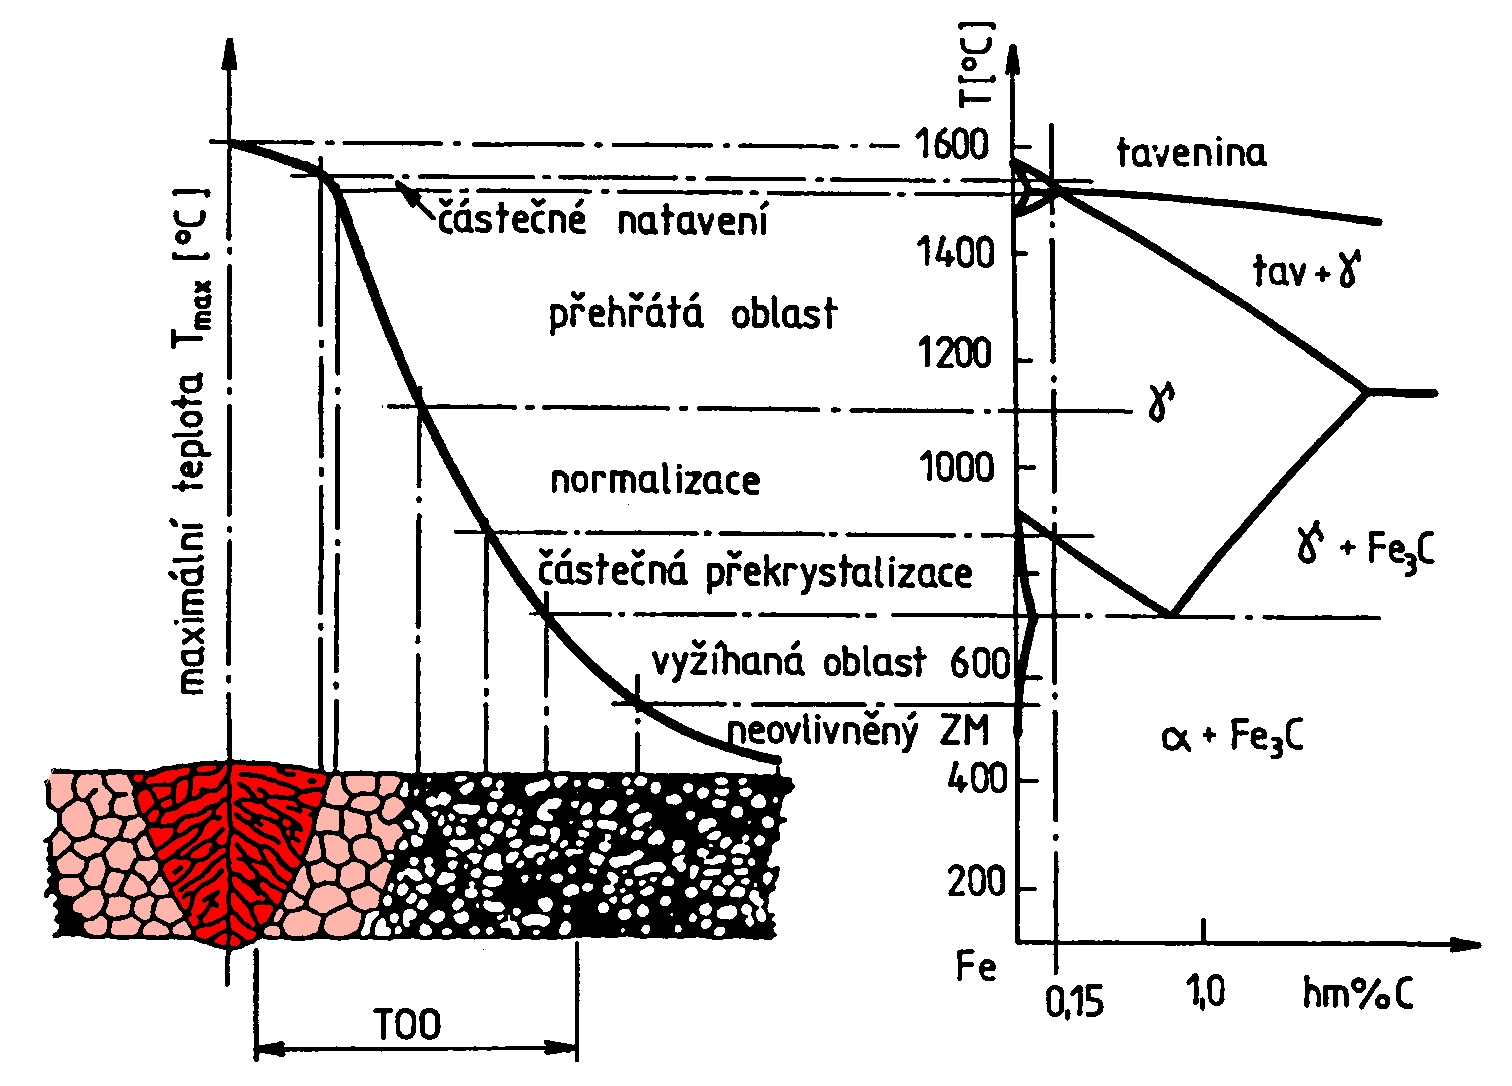 T[°C]
1600
tavenina
částečné natavení
1400
tav + γ
maximální teplota Tmax [°C]
přehřátá oblast
1200
γ
1000
normalizace
γ + Fe₃C
částečná překrystalizace
vyžíhaná oblast 600
neovlivněný ZM
α + Fe₃C
400
200
Fe
0,15
1,0
hm%C
TOO